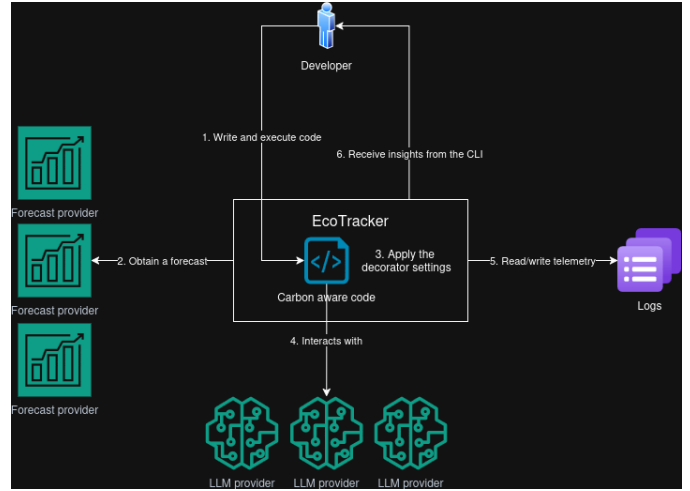 Developer
1. Write and execute code
6. Receive insights from the CLI
Forecast provider
EcoTracker
2. Obtain a forecast
3. Apply the
decorator settings
5. Read/write telemetry
Carbon aware code
Forecast provider
Logs
4. Interacts with
Forecast provider
LLM provider
LLM provider
LLM provider